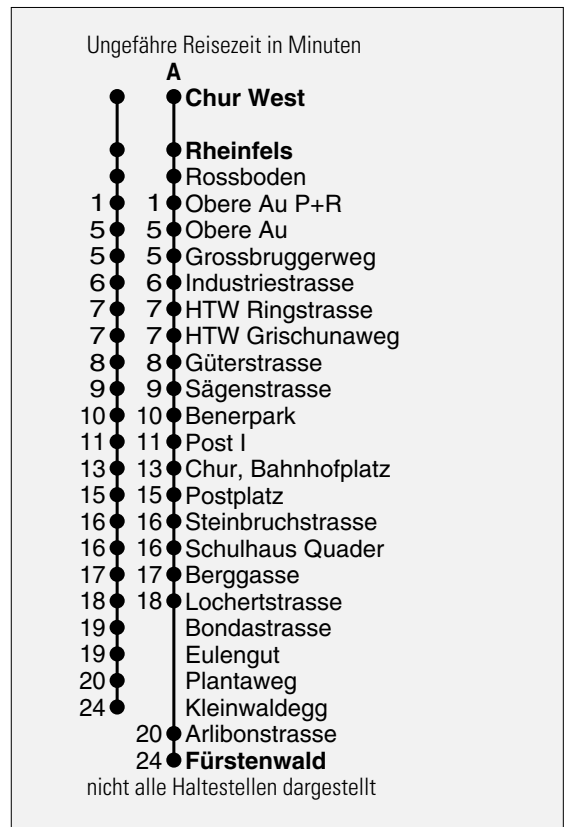 Ungefähre Reisezeit in Minuten
A
Chur West
Rheinfels
Rossboden
1 1 Obere Au P+R
5 5 Obere Au
5 5 Grossbruggerweg
6 6 Industriestrasse
7 7 HTW Ringstrasse
7 7 HTW Grischunaweg
8 8 Güterstrasse
9 9 Sägenstrasse
10 10 Benerpark
11 11 Post I
13 13 Chur, Bahnhofplatz
15 15 Postplatz
16 16 Steinbruchstrasse
16 16 Schulhaus Quader
17 17 Berggasse
18 18 Lochertstrasse
19 Bondastrasse
19 Eulengut
20 Plantaweg
24 Kleinwaldegg
20 Arlibonstrasse
24 Fürstenwald
nicht alle Haltestellen dargestellt